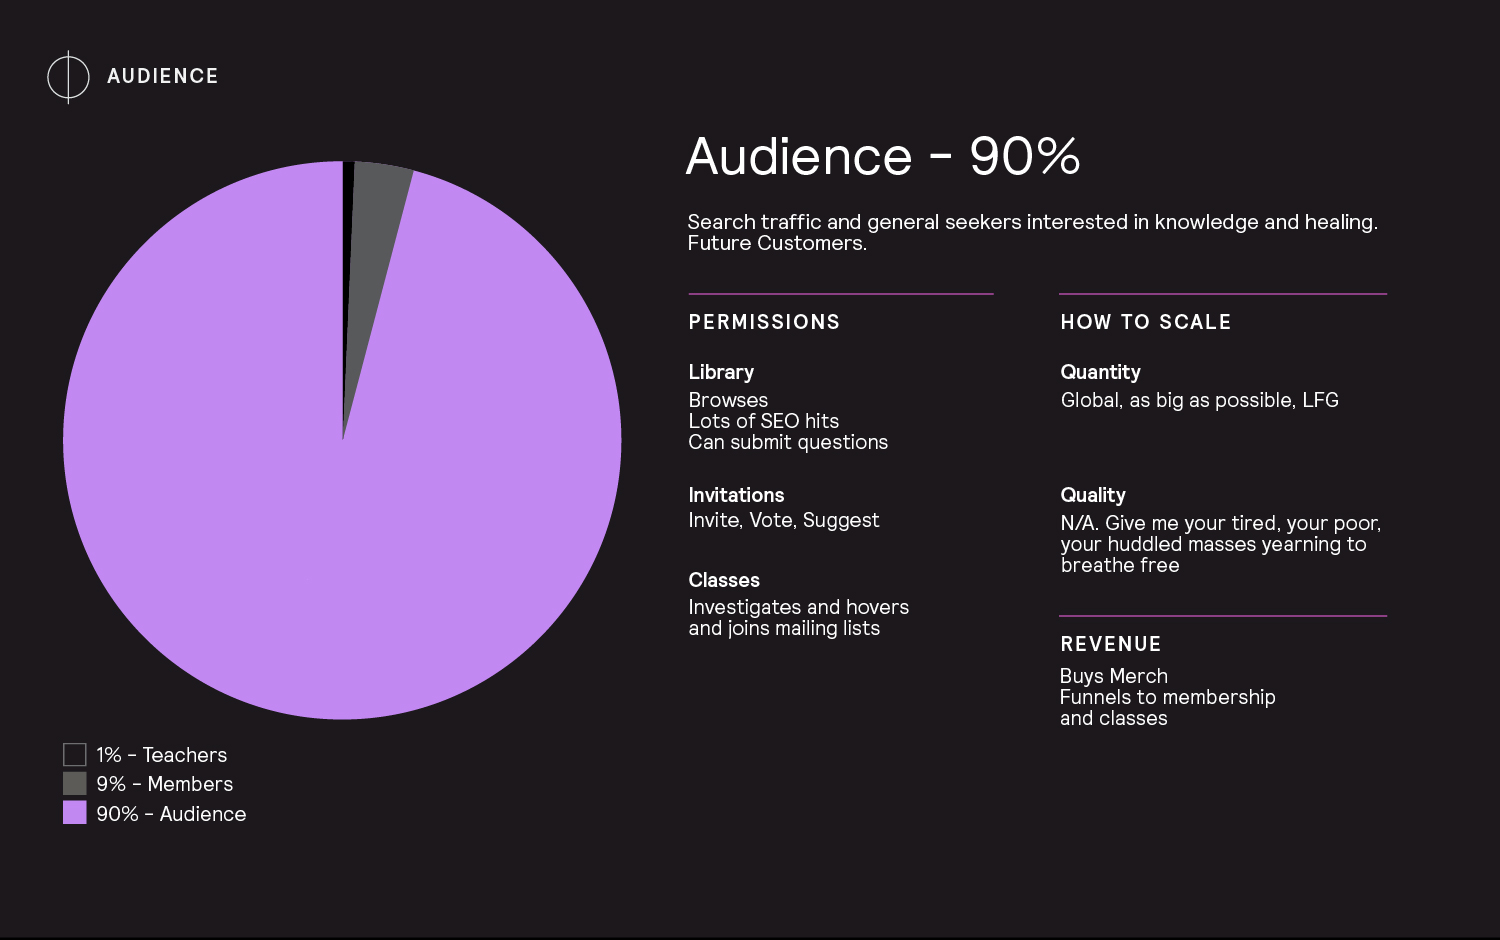 AUDIENCE
Audience – 90%
Search traffic and general seekers interested in knowledge and healing.
Future Customers.
PERMISSIONS
Library
Browses
Lots of SEO hits
Can submit questions
Invitations
Invite, Vote, Suggest
Classes
Investigates and hovers
and joins mailing lists
HOW TO SCALE
Quantity
Global, as big as possible, LFG
Quality
N/A. Give me your tired, your poor,
your huddled masses yearning to
breathe free
REVENUE
Buys Merch
Funnels to membership
and classes
1% – Teachers
9% – Members
90% – Audience